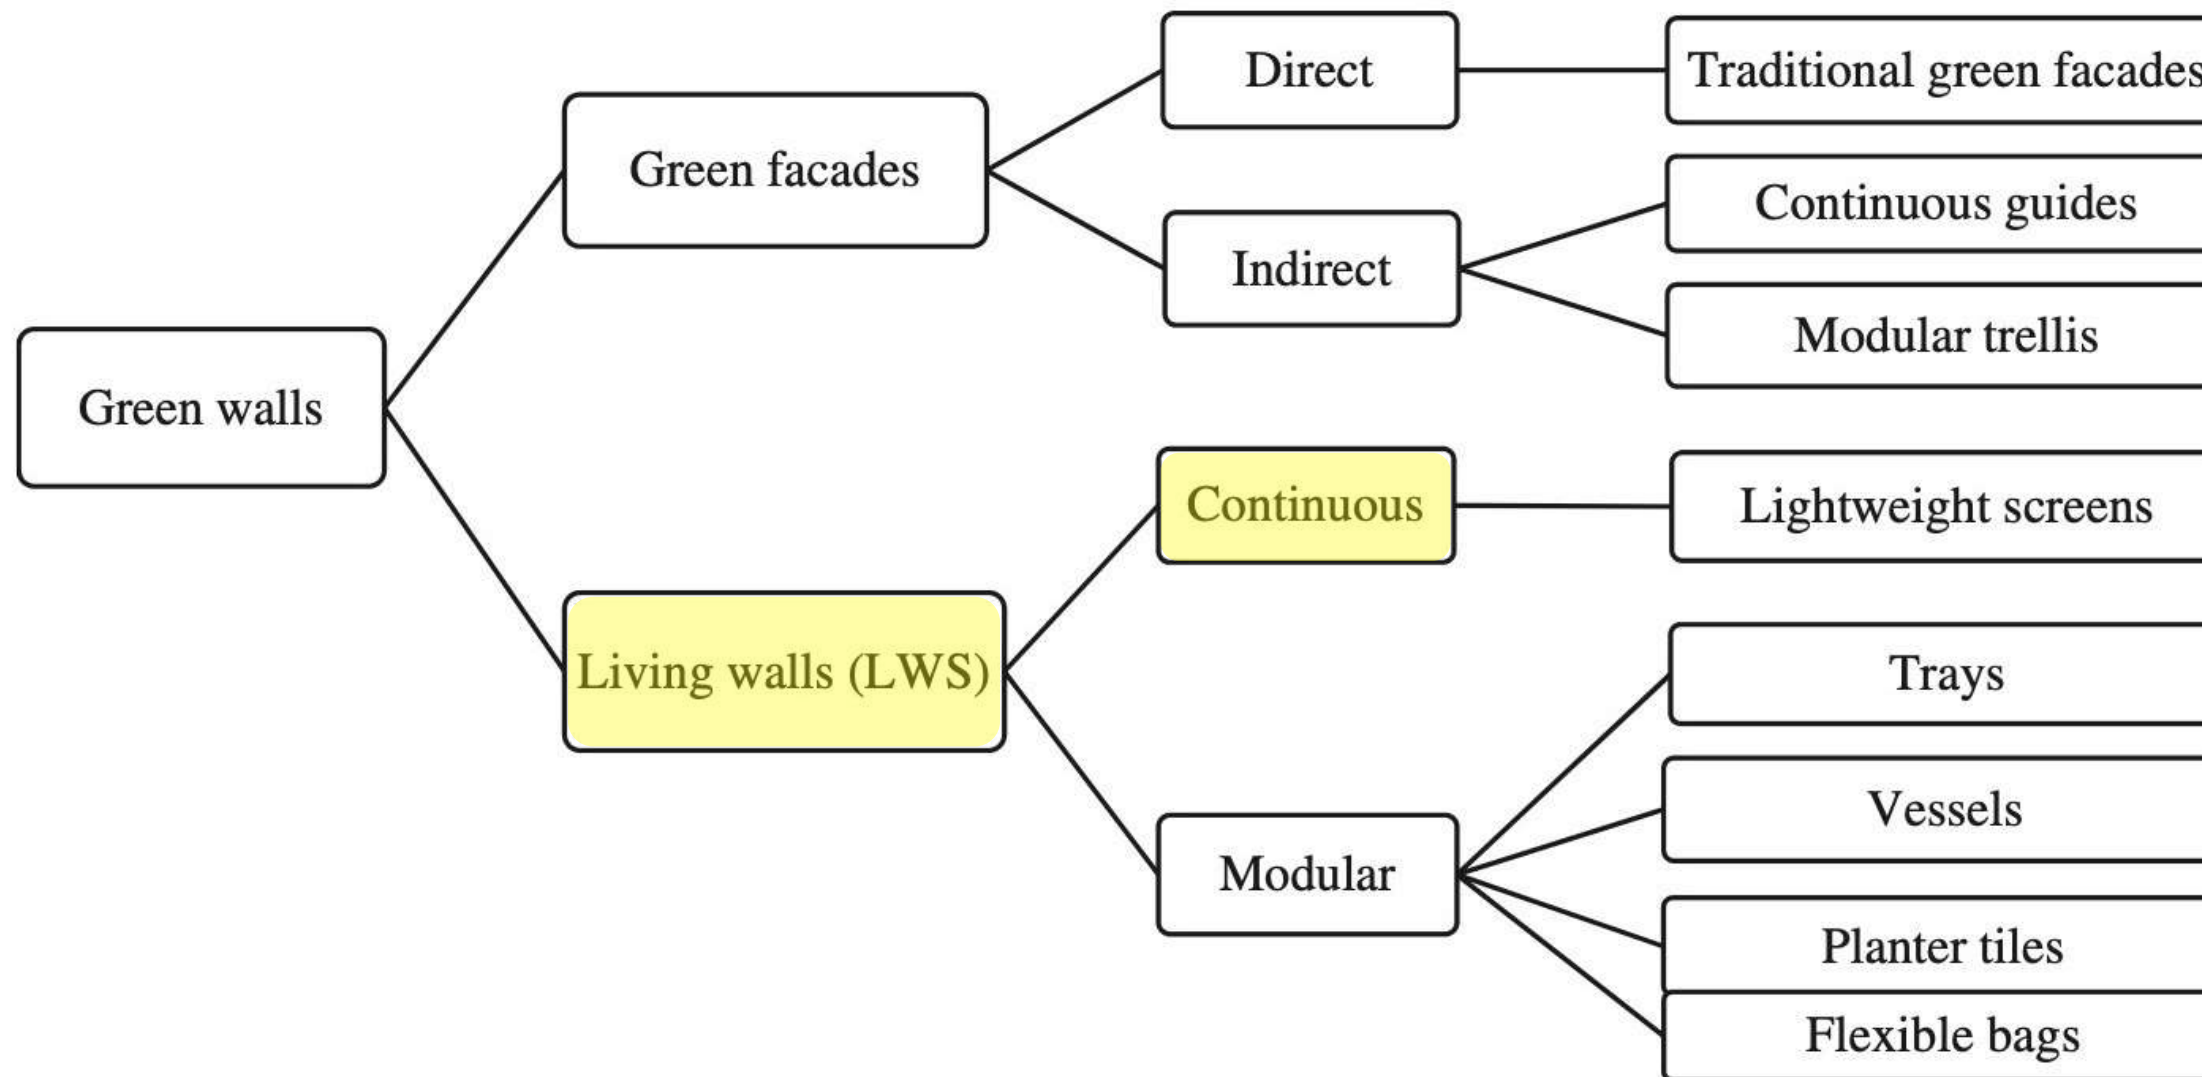 Green walls
Green facades
Living walls (LWS)
Direct
Indirect
Continuous
Modular
Traditional green facades
Continuous guides
Modular trellis
Lightweight screens
Trays
Vessels
Planter tiles
Flexible bags